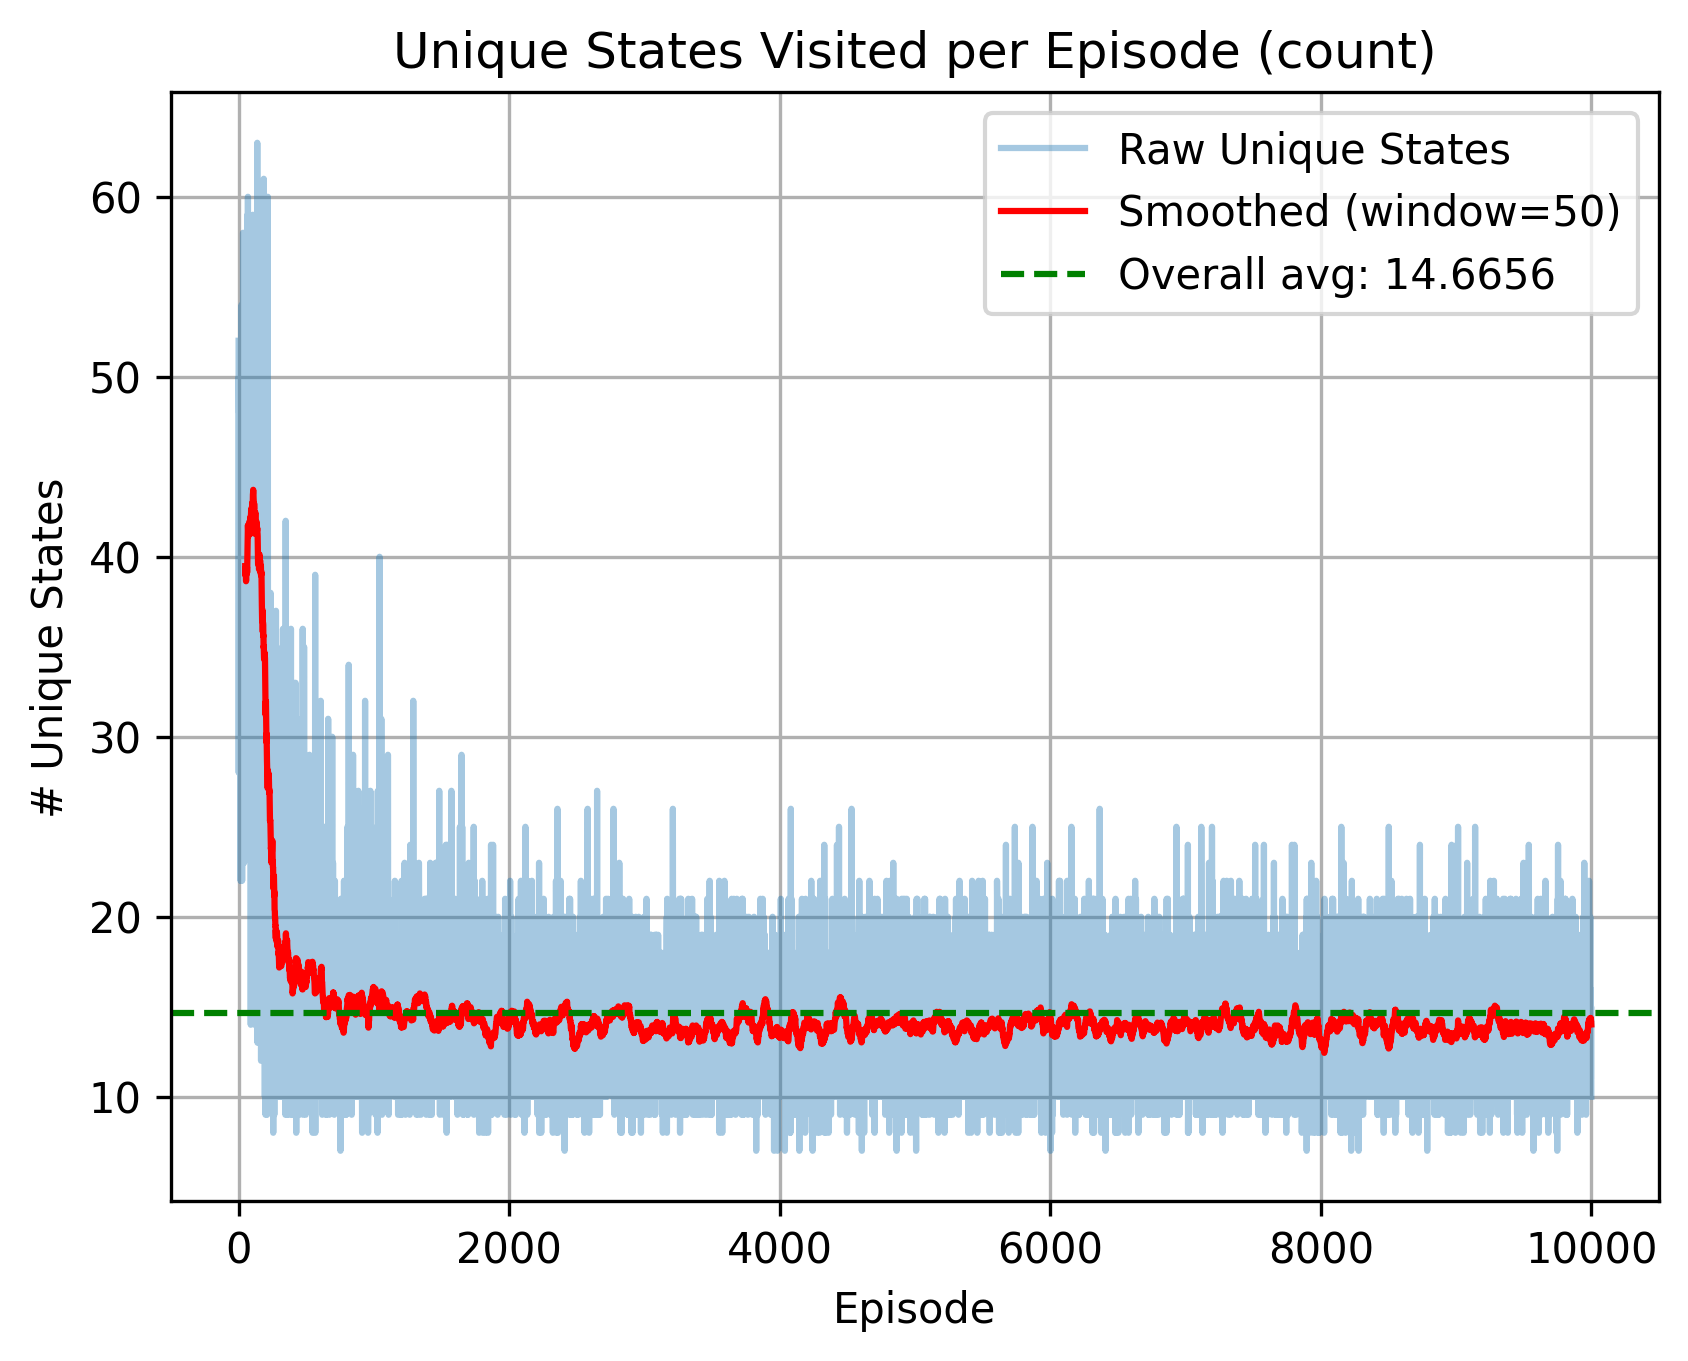 Unique States Visited per Episode (count)
Raw Unique States
Smoothed (window=50)
Overall avg: 14.6656
# Unique States
60
50
40
30
20
10
0 2000 4000 6000 8000 10000
Episode